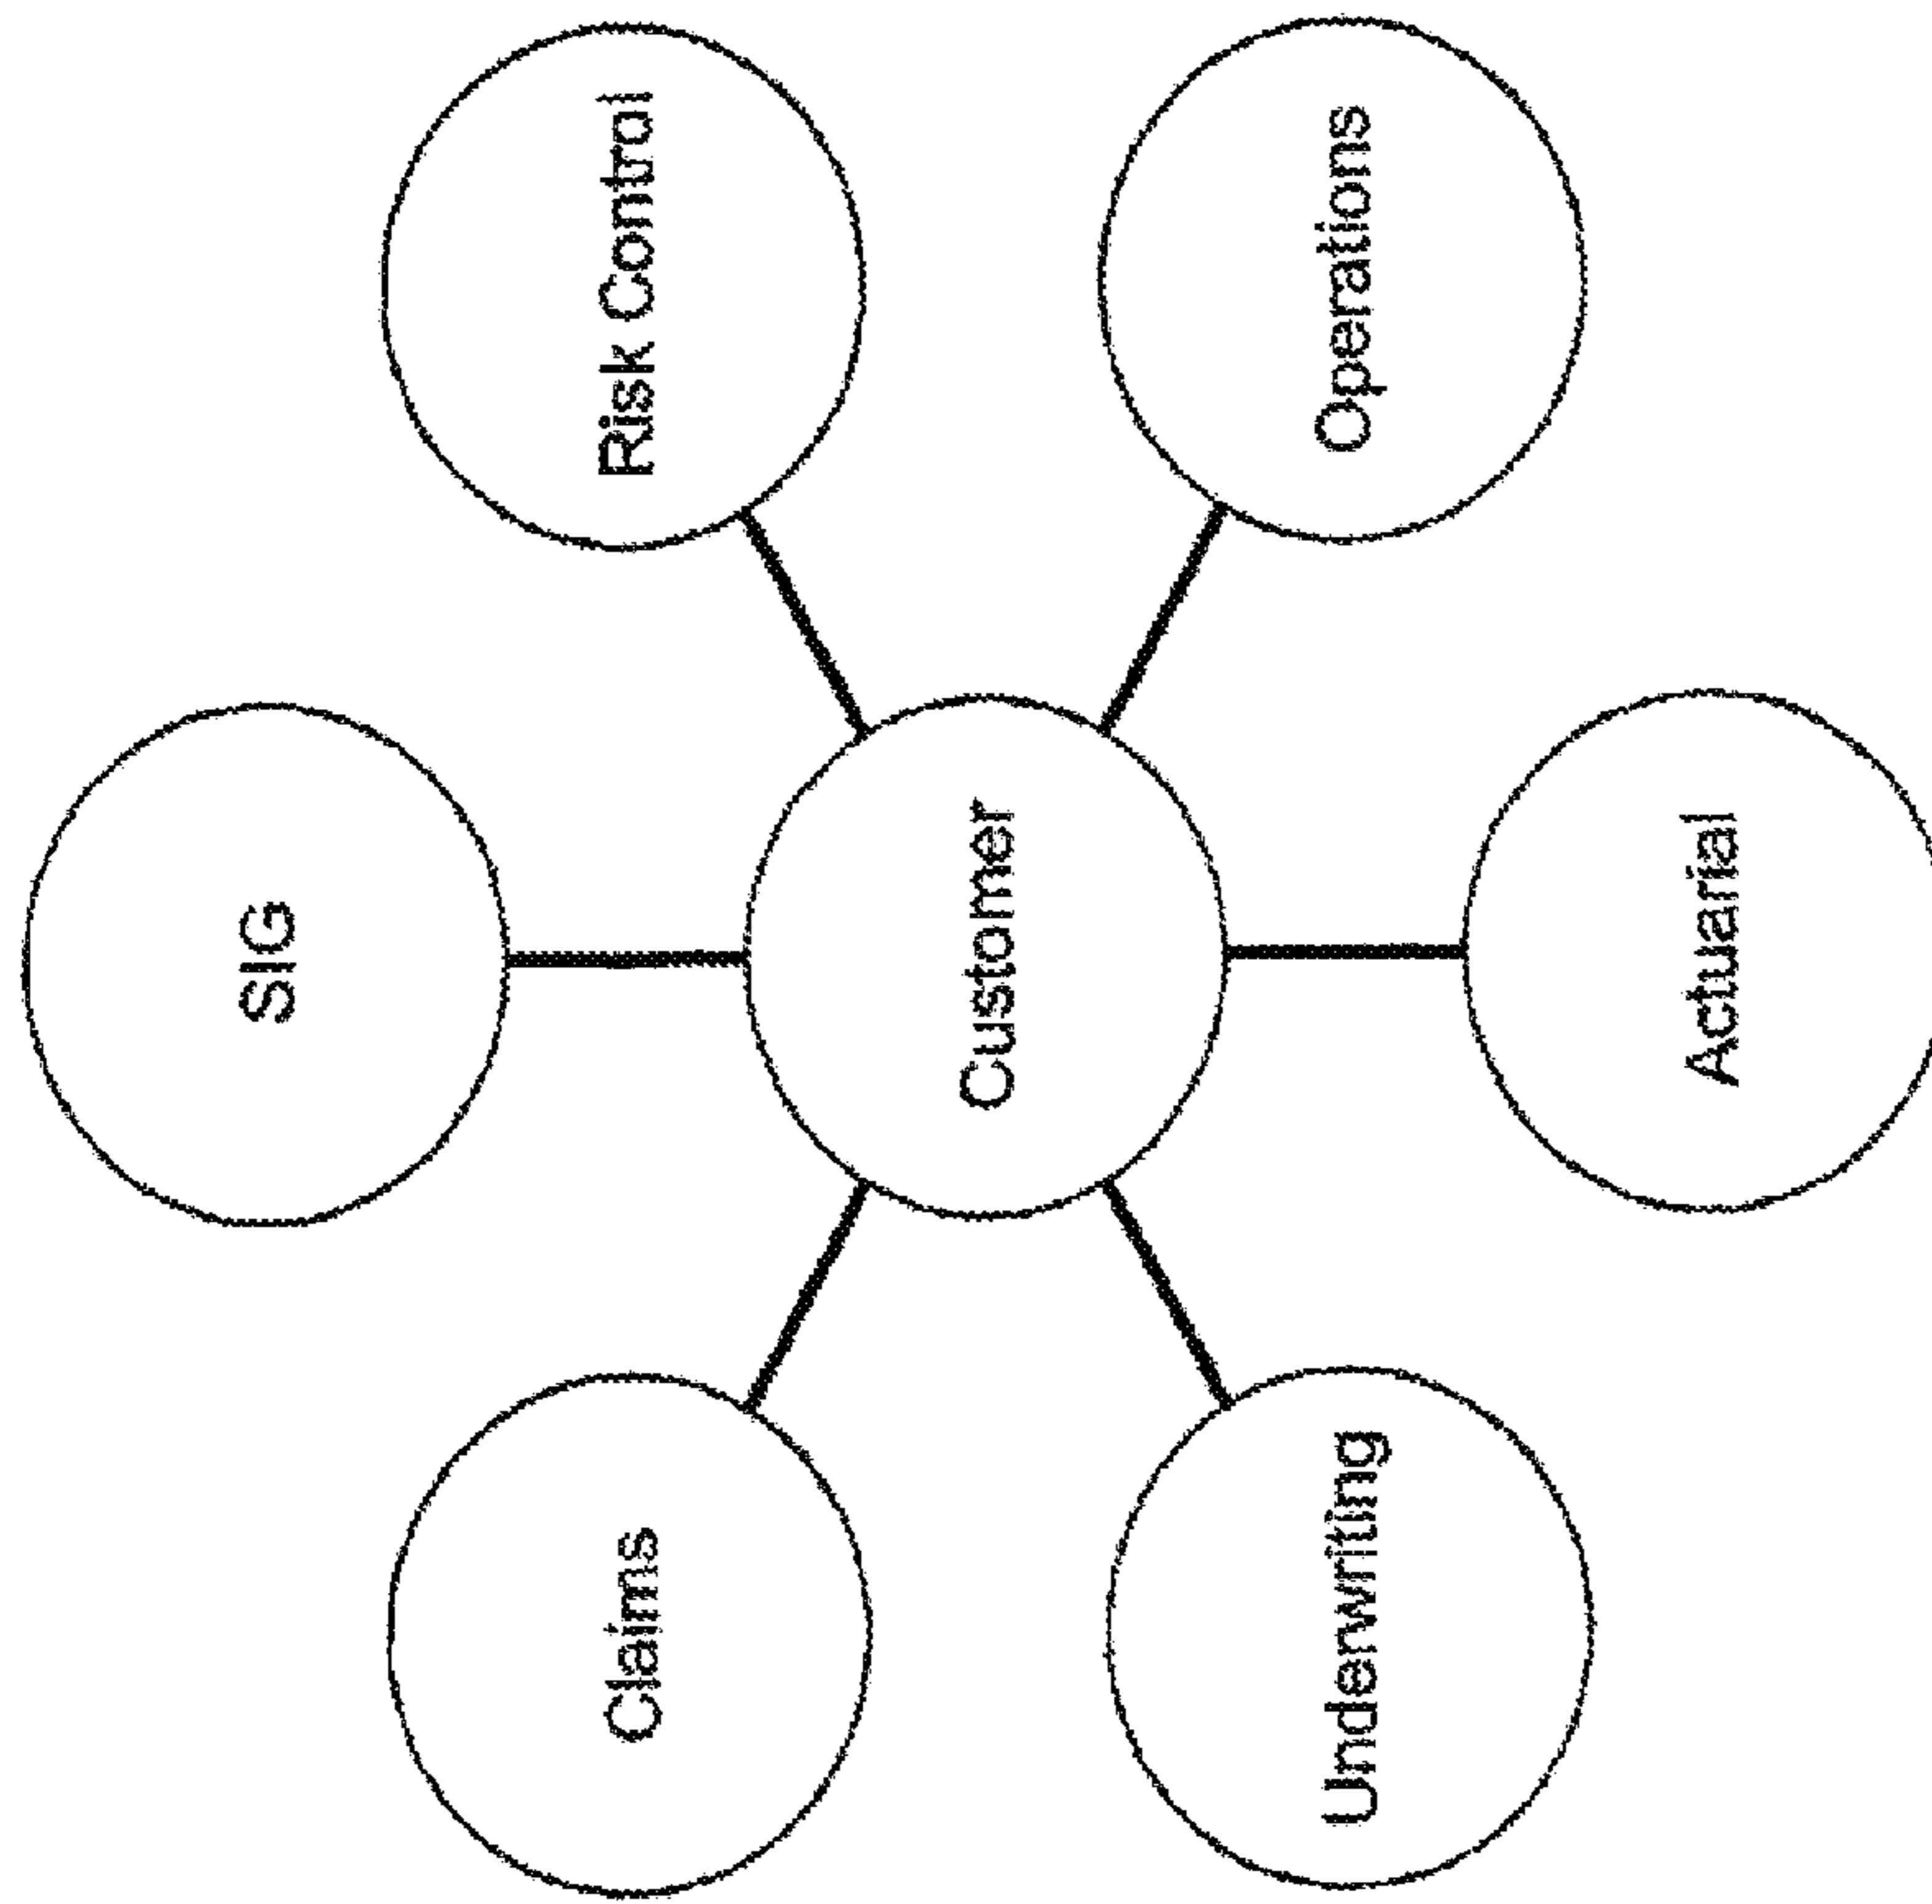 SIG
Claims
Risk Control
Customer
Underwriting
Operations
Actuarial